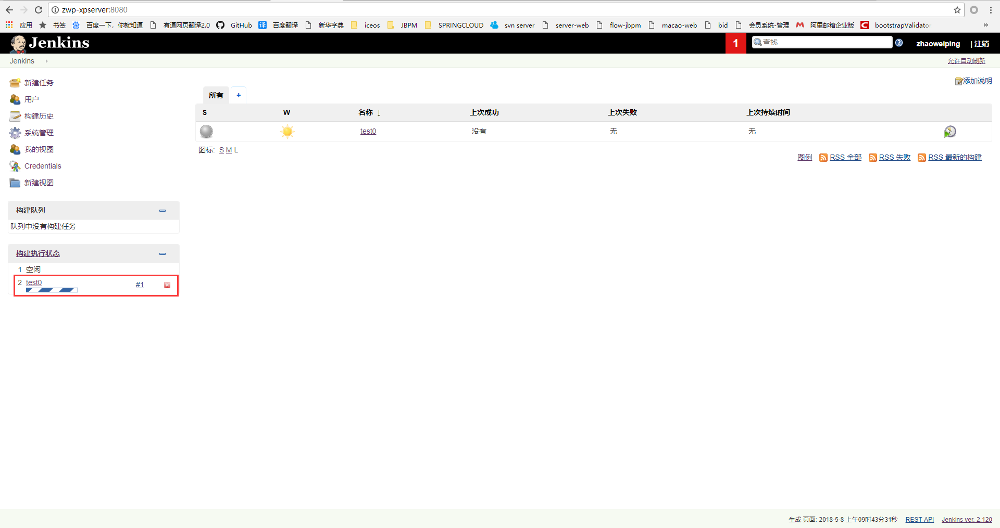 zwp-xpserver:8080
应用 书签 百度一下，你就知道 有道网页翻译2.0 GitHub 译 百度翻译 新华字典 iceos JBPM SPRINGCLOUD svn server server-web flow-jbpm macao-web bid 会员系统-管理 阿里邮箱企业版 C bootstrapValidator »
Jenkins 1 查找 ? zhaoweiping | 注销
Jenkins 允许自动刷新
新建任务
用户
构建历史
系统管理
我的视图
Credentials
新建视图
构建队列
队列中没有构建任务
构建执行状态
1 空闲
2 test0 #1
添加说明
所有 +
S W 名称 ↓ 上次成功 上次失败 上次持续时间
test0 没有 无 无
图标: S M L
图例 RSS 全部 RSS 失败 RSS 最新的构建
生成 页面: 2018-5-8 上午09时43分31秒 REST API Jenkins ver. 2.120